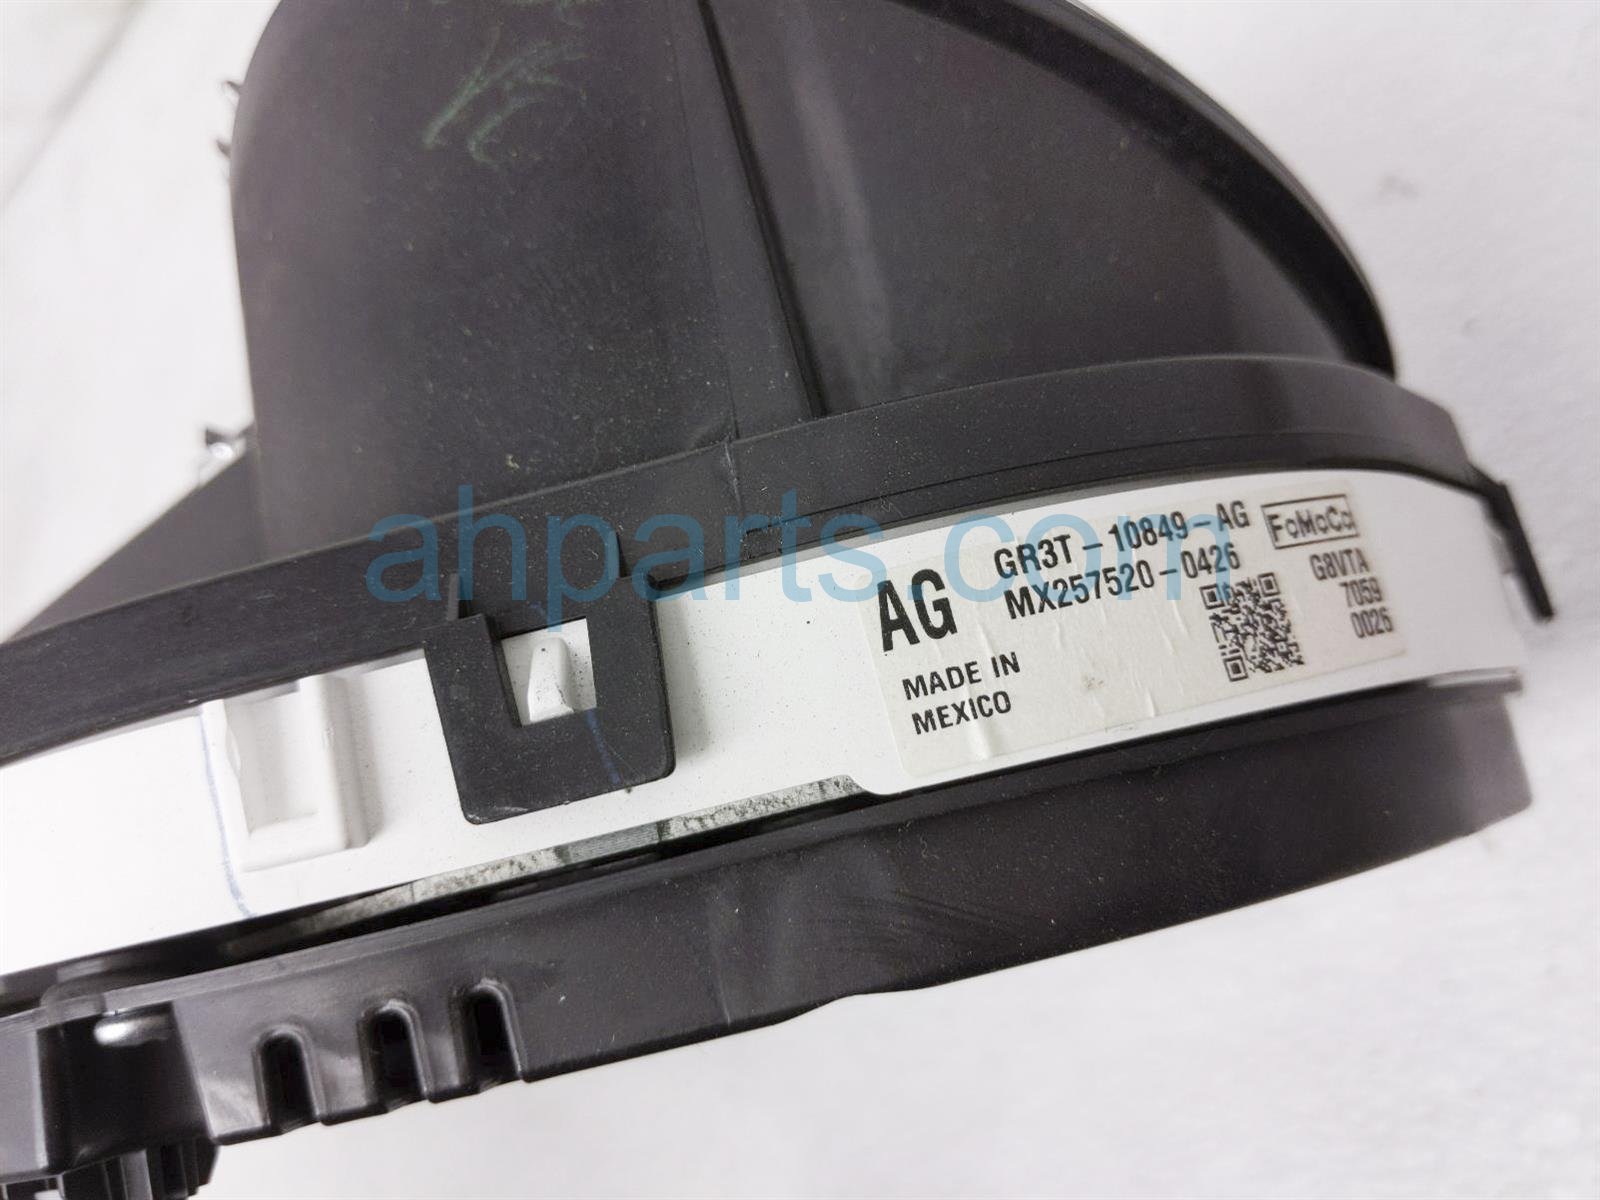 ahparts.com
AG
GR3T-10849-AG
MX257520-0426
FoMoCo
G8VTA
7059
0026
MADE IN
MEXICO